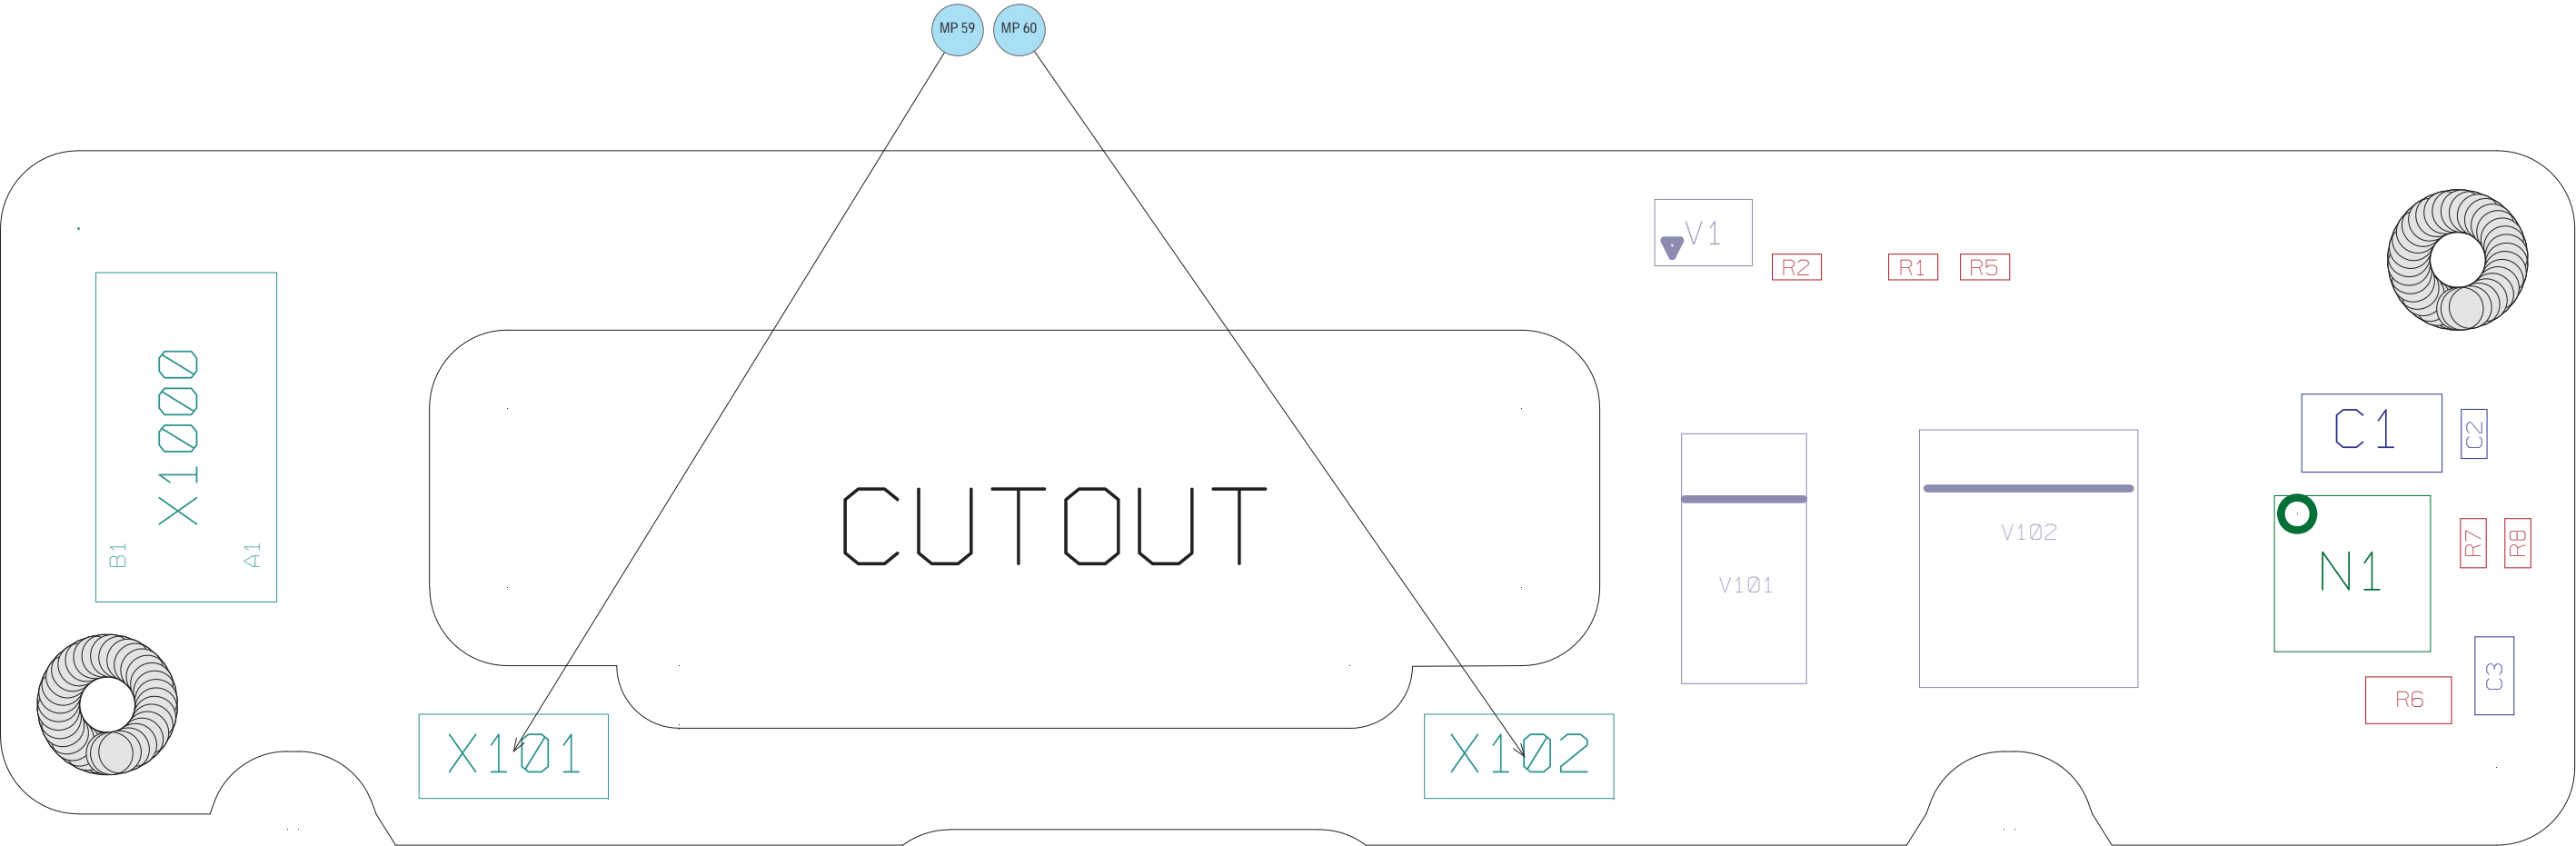 MP 59 MP 60
V1
R2 R1 R5
X1000
B1 A1
C1 C2
CUTOUT
V101
V102
N1
R7 R8
R6
C3
X101
X102